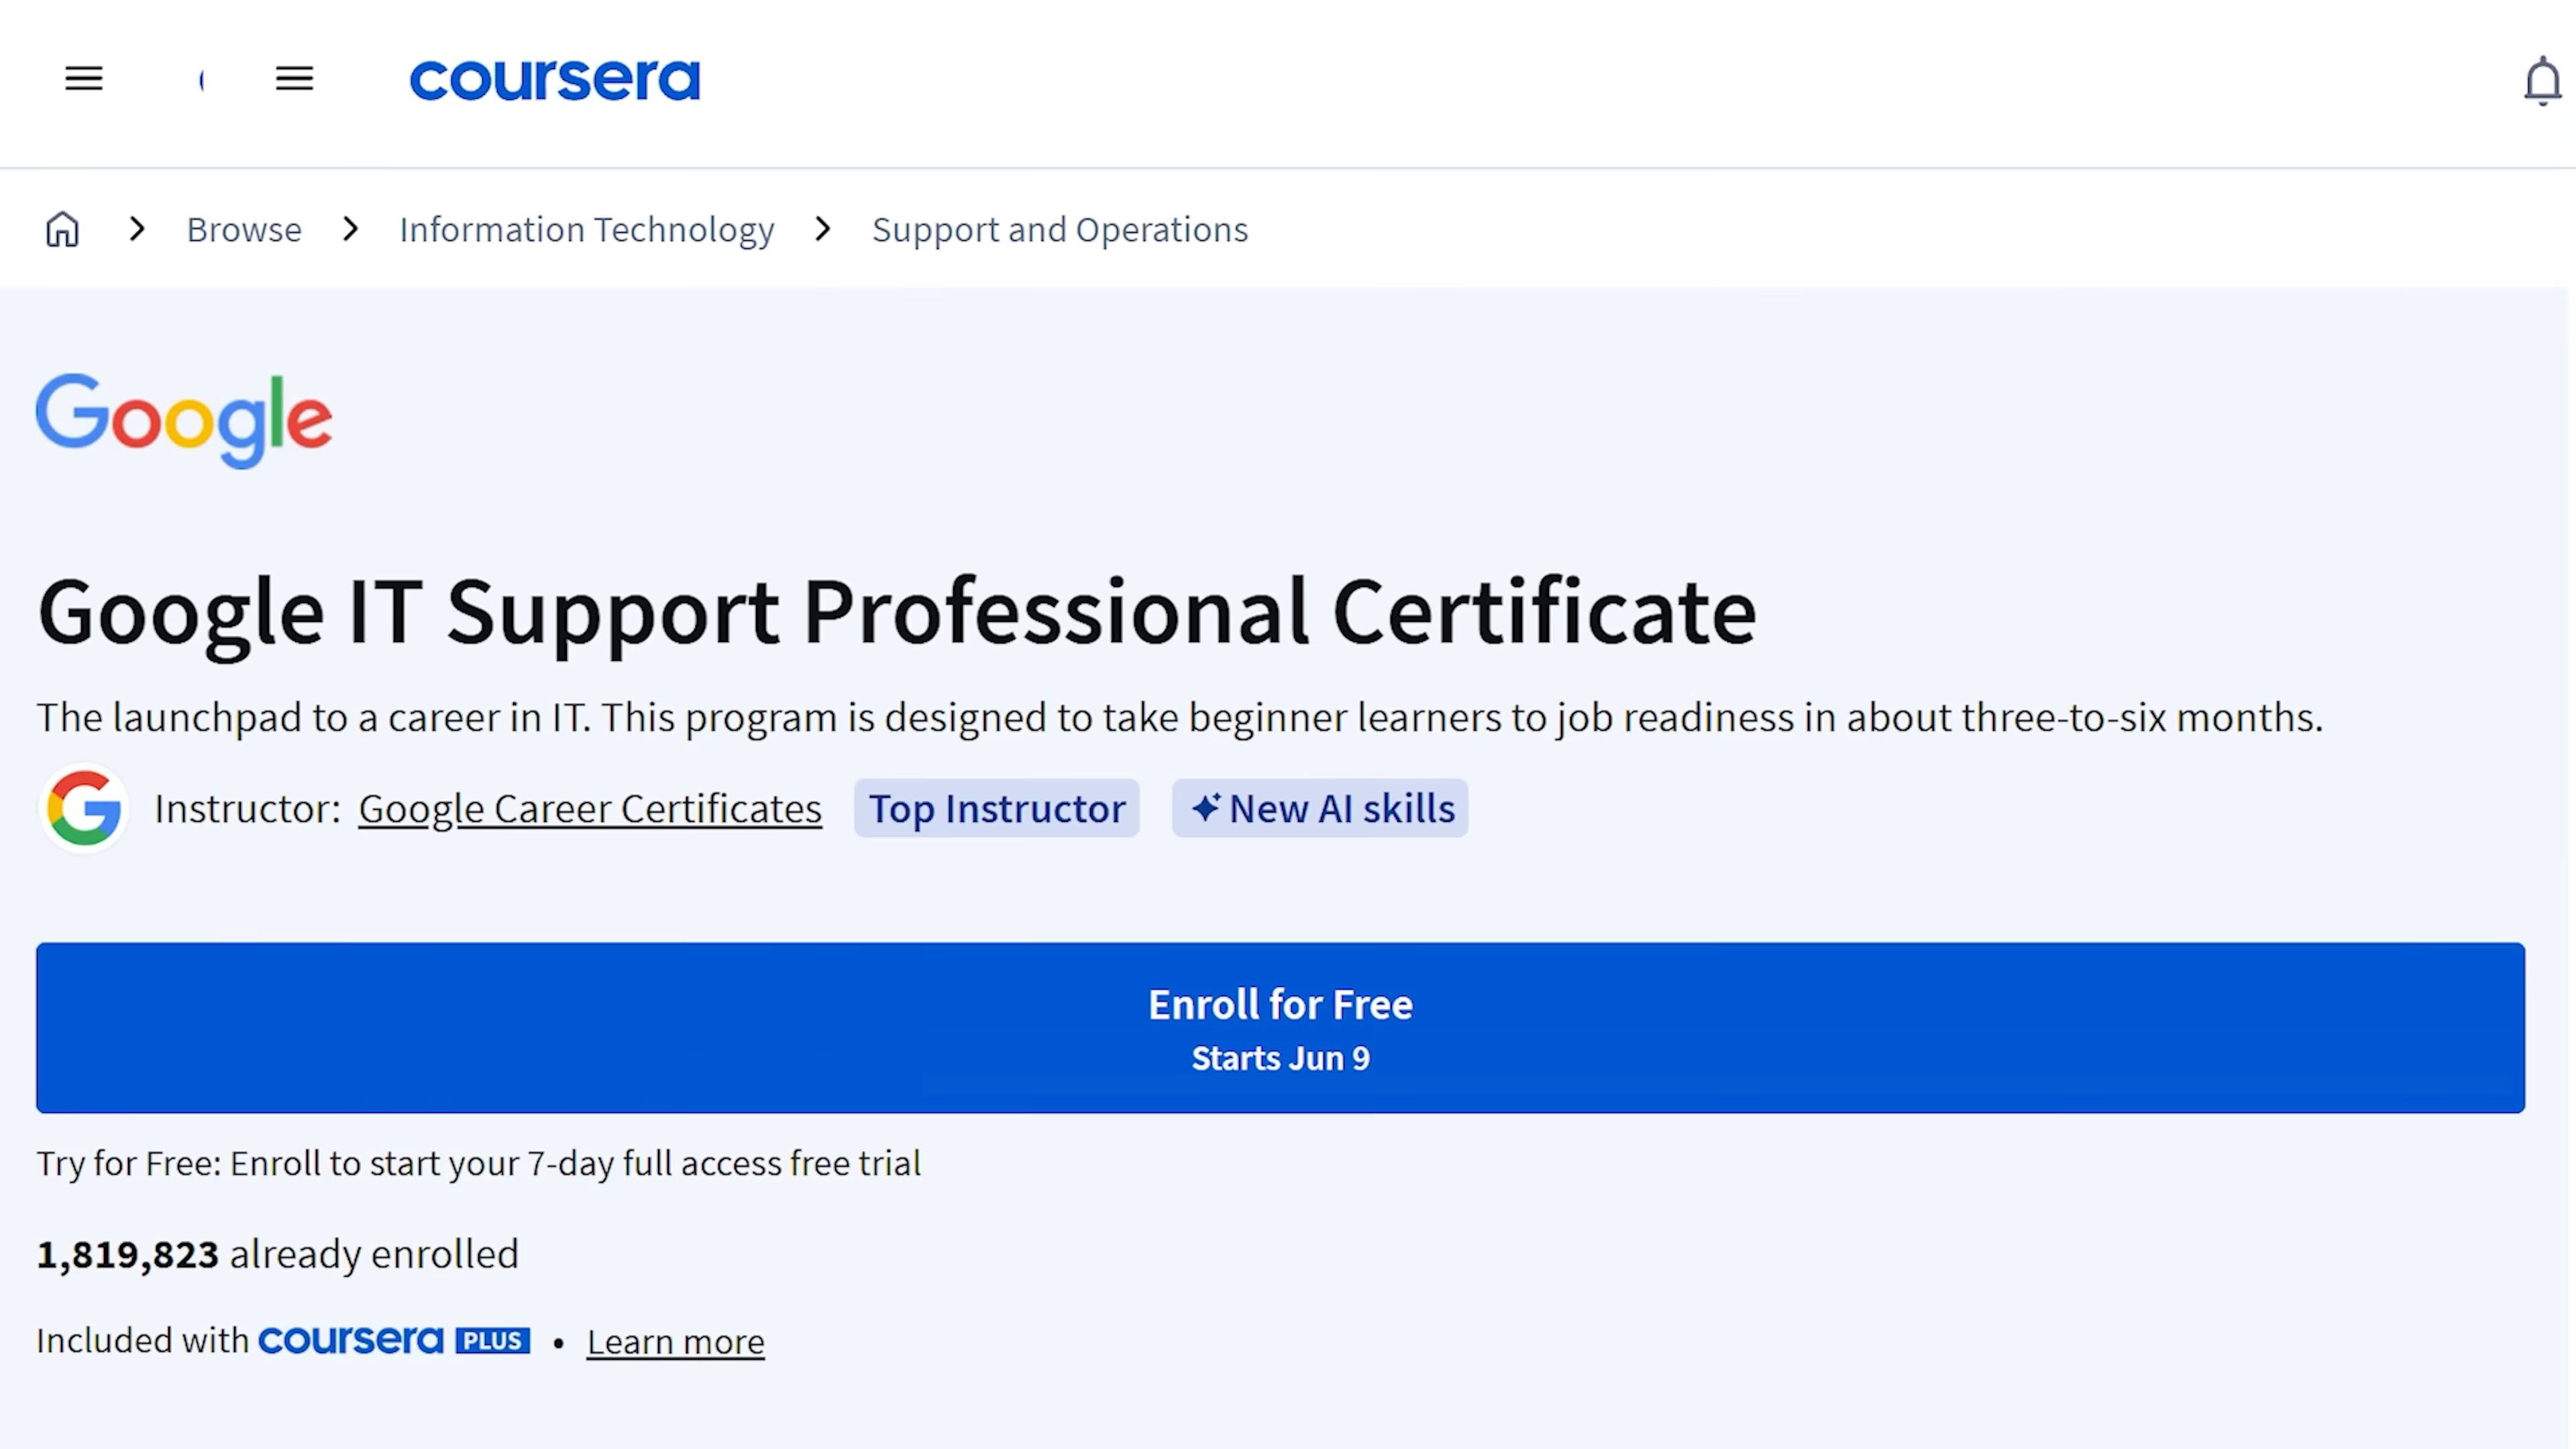 coursera
Browse > Information Technology > Support and Operations
Google
Google IT Support Professional Certificate
The launchpad to a career in IT. This program is designed to take beginner learners to job readiness in about three-to-six months.
Instructor: Google Career Certificates Top Instructor New AI skills
Enroll for Free
Starts Jun 9
Try for Free: Enroll to start your 7-day full access free trial
1,819,823 already enrolled
Included with coursera PLUS • Learn more